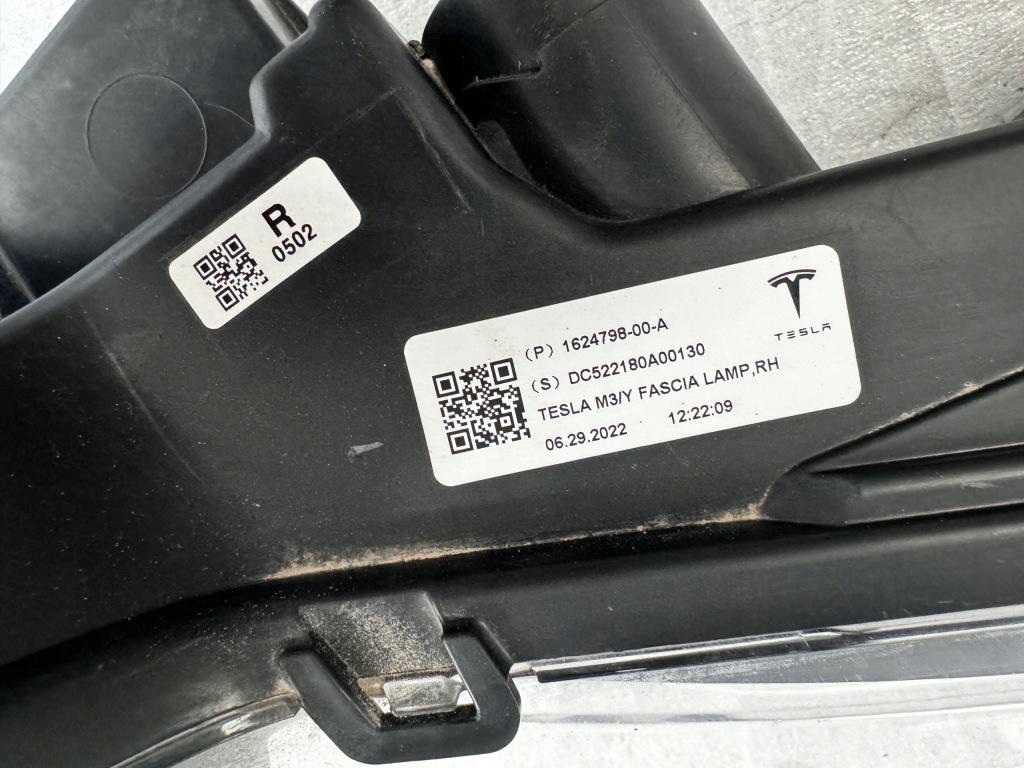 R
0502
(P) 1624798-00-A
(S) DC522180A00130
TESLA M3/Y FASCIA LAMP,RH
06.29.2022 12:22:09
TESLA